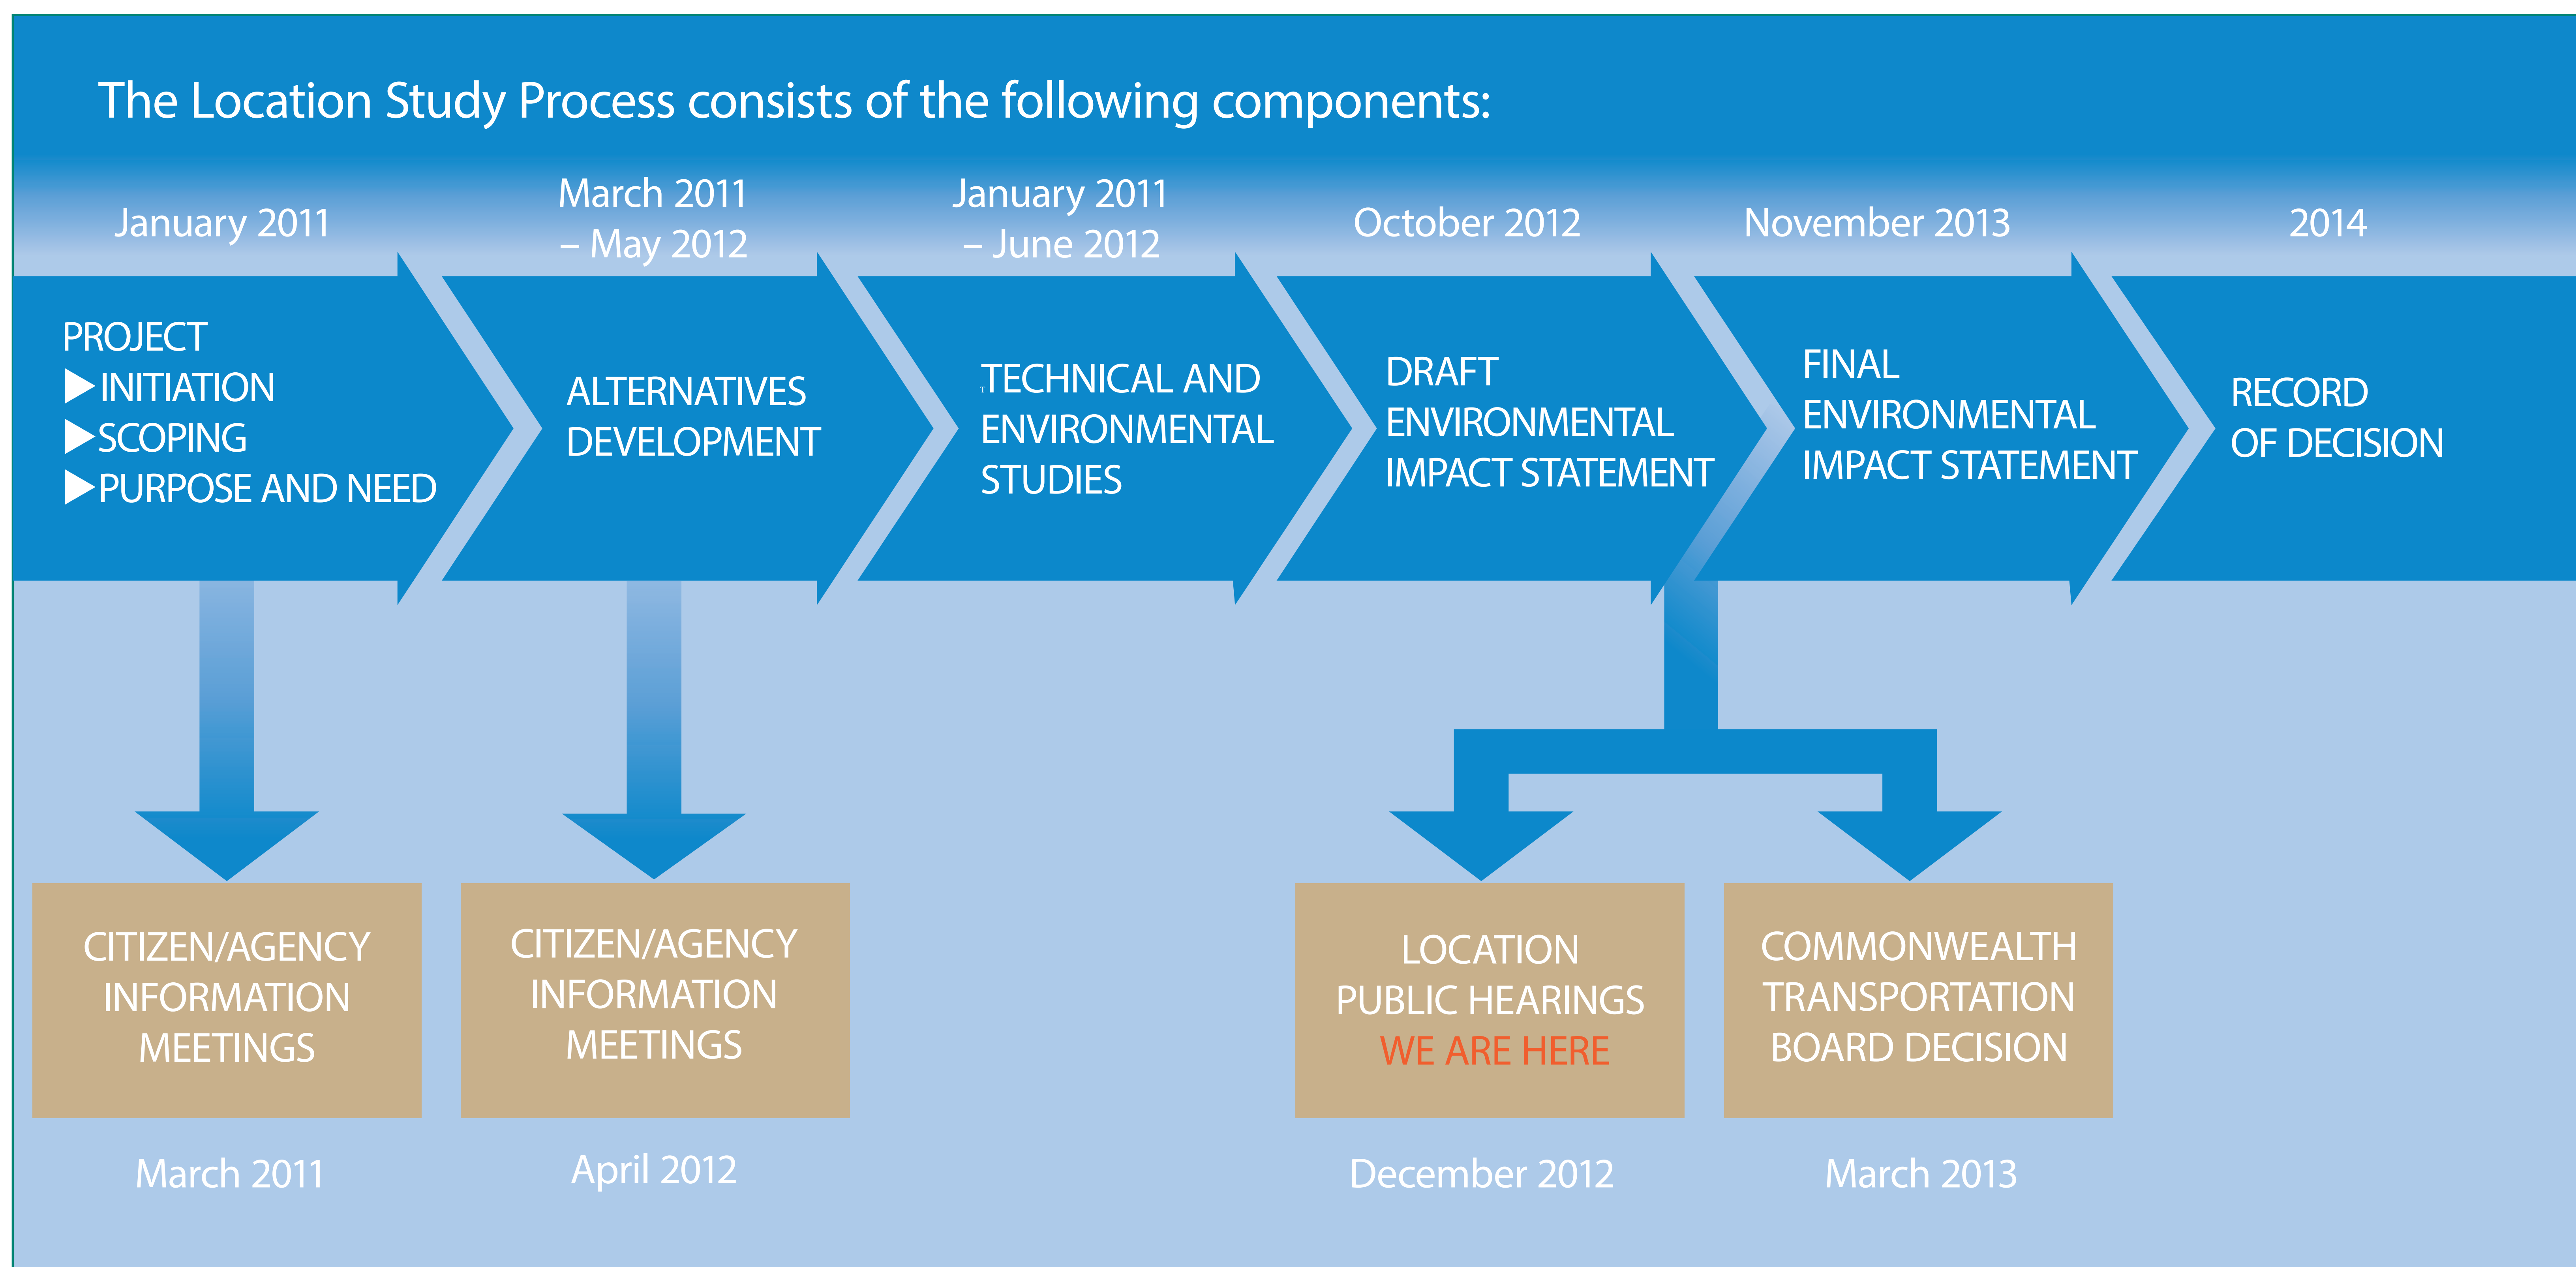 The Location Study Process consists of the following components:
January 2011
March 2011
– May 2012
January 2011
– June 2012
October 2012
November 2013
2014
PROJECT
▶INITIATION
▶SCOPING
▶PURPOSE AND NEED
ALTERNATIVES
DEVELOPMENT
TTECHNICAL AND
ENVIRONMENTAL
STUDIES
DRAFT
ENVIRONMENTAL
IMPACT STATEMENT
FINAL
ENVIRONMENTAL
IMPACT STATEMENT
RECORD
OF DECISION
CITIZEN/AGENCY
INFORMATION
MEETINGS
CITIZEN/AGENCY
INFORMATION
MEETINGS
LOCATION
PUBLIC HEARINGS
WE ARE HERE
COMMONWEALTH
TRANSPORTATION
BOARD DECISION
March 2011
April 2012
December 2012
March 2013